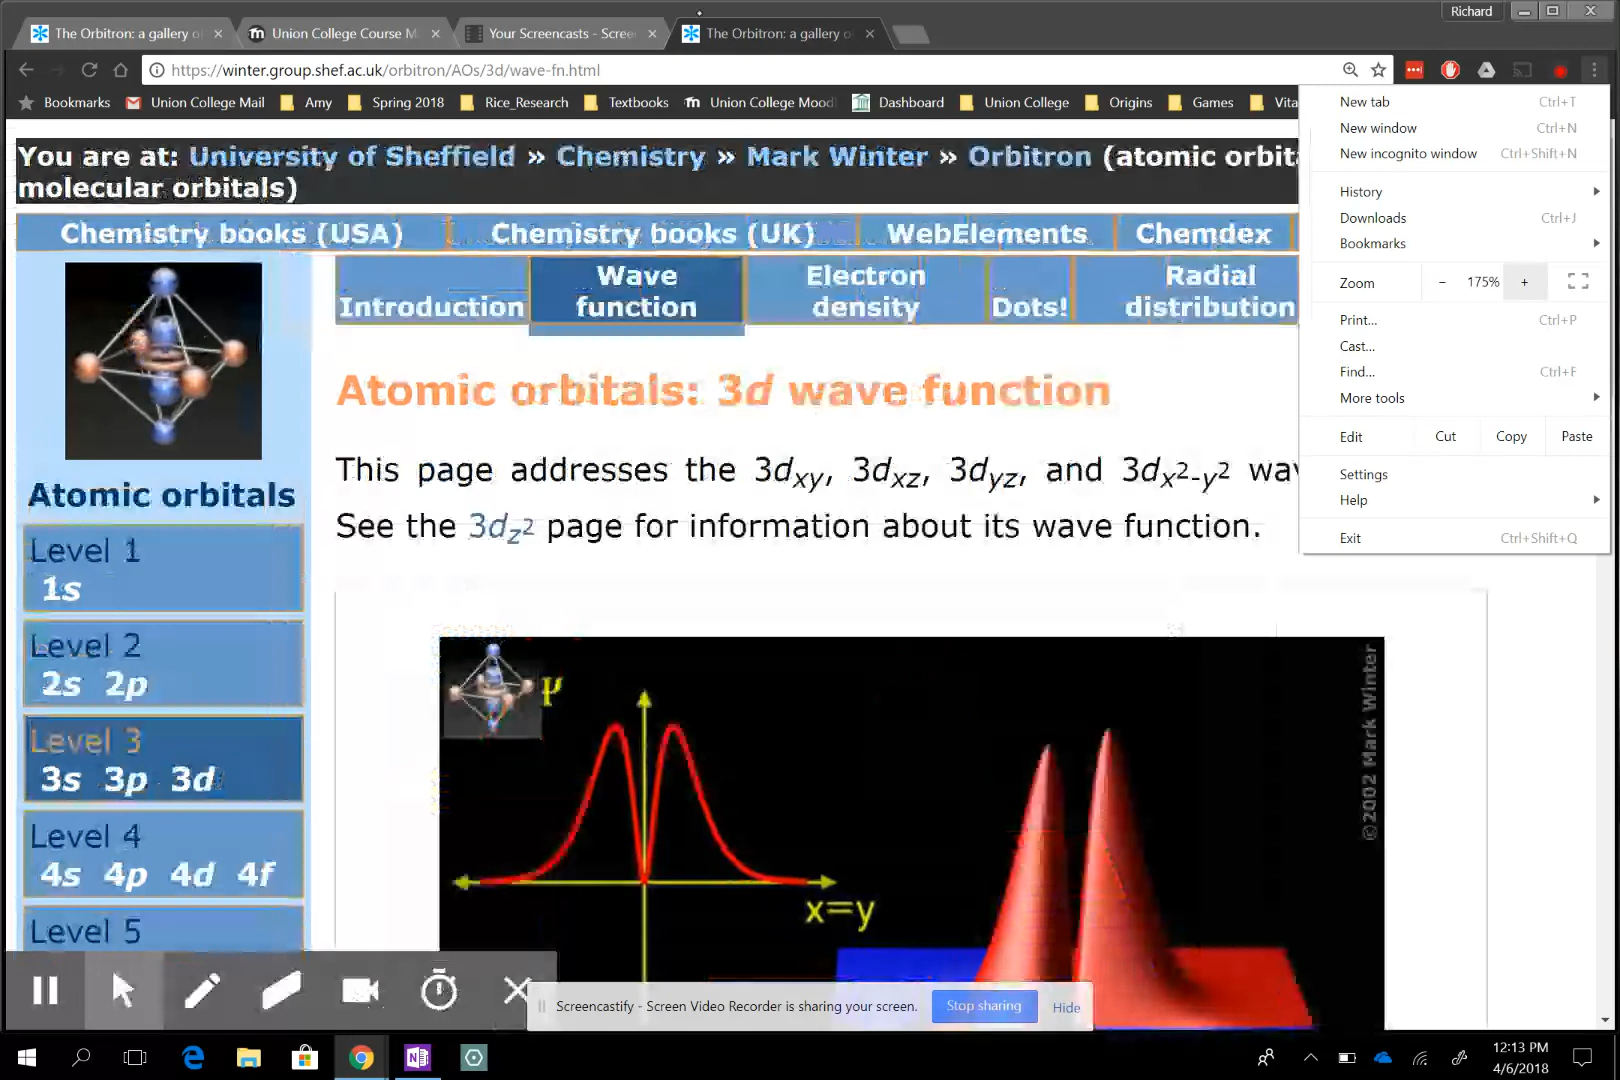 Richard
The Orbitron: a gallery o
Union College Course M
Your Screencasts - Scree
The Orbitron: a gallery o
https://winter.group.shef.ac.uk/orbitron/AOs/3d/wave-fn.html
Bookmarks
Union College Mail
Amy
Spring 2018
Rice_Research
Textbooks
Union College Mood
Dashboard
Union College
Origins
Games
Vita
You are at: University of Sheffield » Chemistry » Mark Winter » Orbitron (atomic orbit
molecular orbitals)
Chemistry books (USA)
Chemistry books (UK)
WebElements
Chemdex
Introduction
Wave
function
Electron
density
Dots!
Radial
distribution
Atomic orbitals: 3d wave function
This page addresses the 3dxy, 3dxz, 3dyz, and 3dx2-y2 wav
See the 3dz2 page for information about its wave function.
Atomic orbitals
Level 1
1s
Level 2
2s 2p
Level 3
3s 3p 3d
Level 4
4s 4p 4d 4f
Level 5
Ψ
x=y
©2002 Mark Winter
New tab Ctrl+T
New window Ctrl+N
New incognito window Ctrl+Shift+N
History
Downloads Ctrl+J
Bookmarks
Zoom - 175% +
Print... Ctrl+P
Cast...
Find... Ctrl+F
More tools
Edit Cut Copy Paste
Settings
Help
Exit Ctrl+Shift+Q
Screencastify - Screen Video Recorder is sharing your screen.
Stop sharing
Hide
12:13 PM
4/6/2018